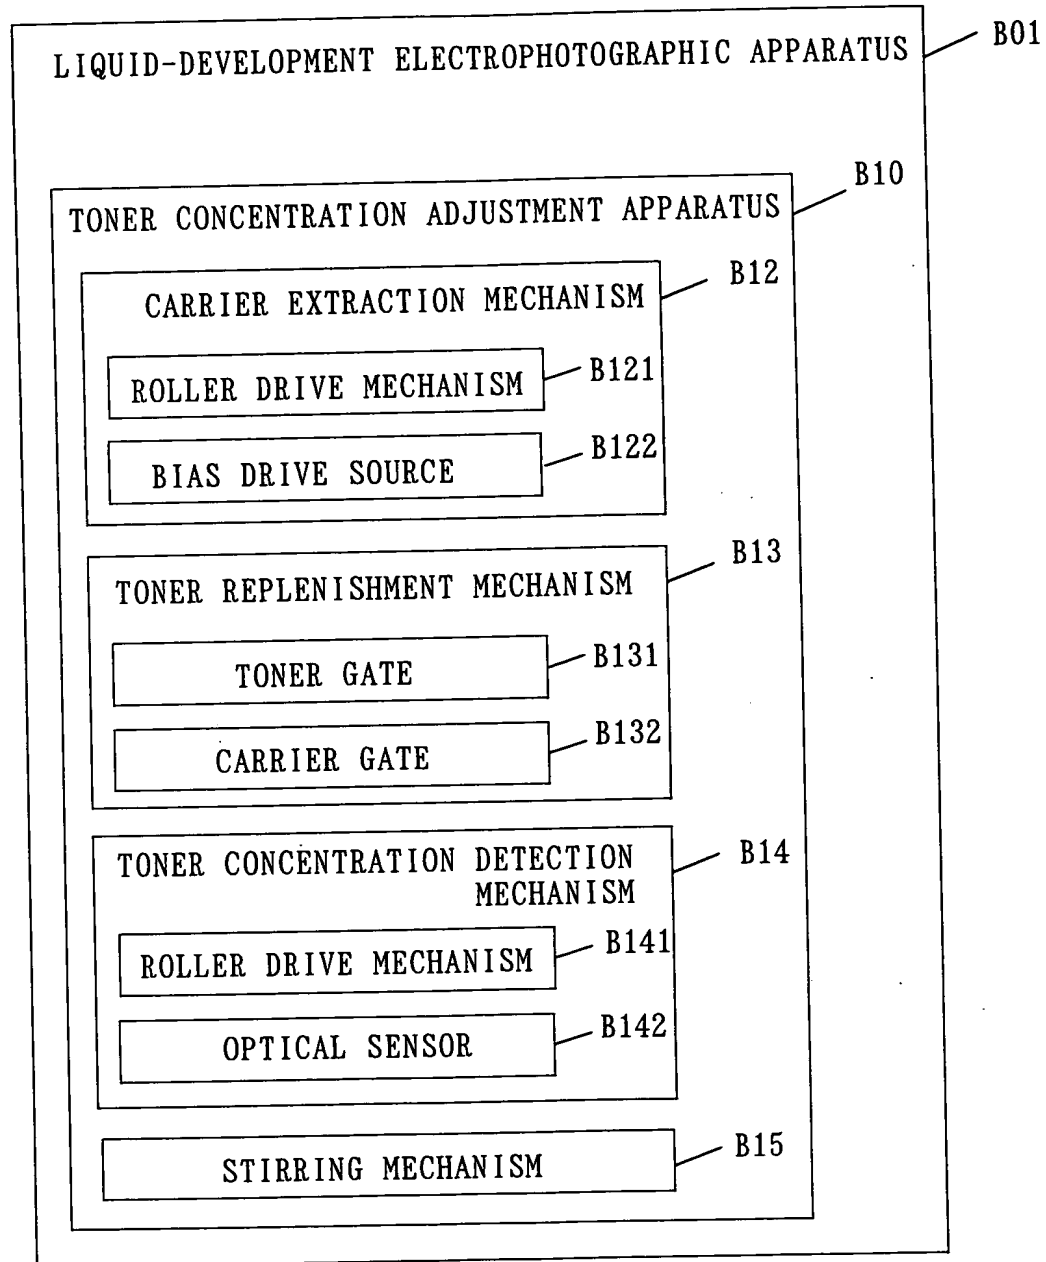 LIQUID-DEVELOPMENT ELECTROPHOTOGRAPHIC APPARATUS
B01
TONER CONCENTRATION ADJUSTMENT APPARATUS
B10
CARRIER EXTRACTION MECHANISM
B12
ROLLER DRIVE MECHANISM
B121
BIAS DRIVE SOURCE
B122
TONER REPLENISHMENT MECHANISM
B13
TONER GATE
B131
CARRIER GATE
B132
TONER CONCENTRATION DETECTION
MECHANISM
B14
ROLLER DRIVE MECHANISM
B141
OPTICAL SENSOR
B142
STIRRING MECHANISM
B15